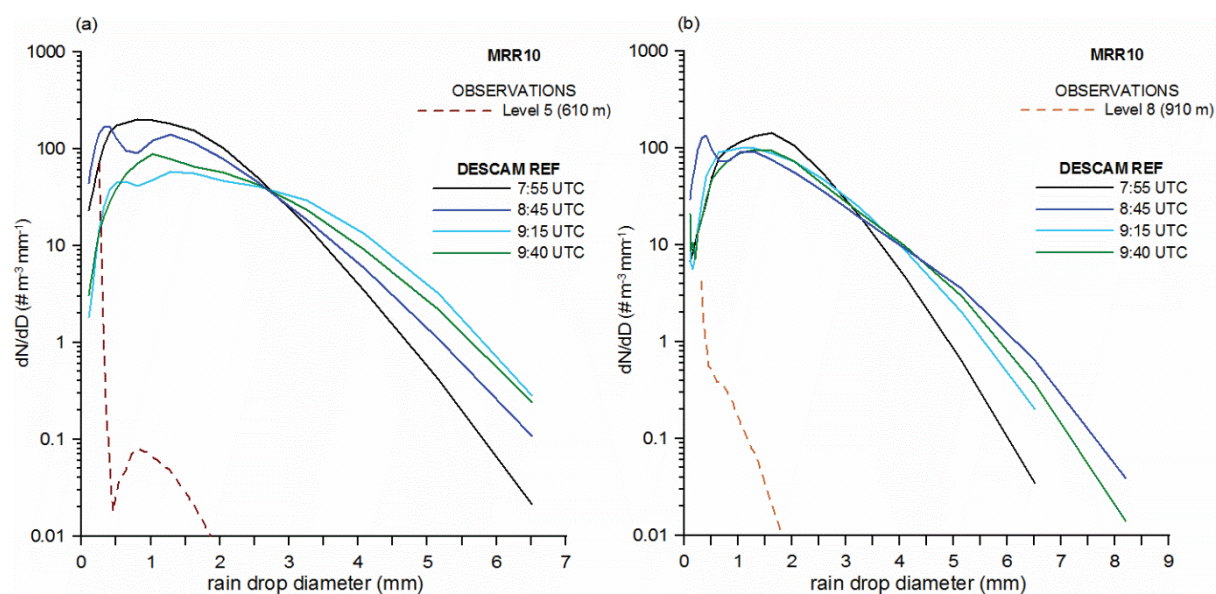 (a)
MRR10
OBSERVATIONS
Level 5 (610 m)
DESCAM REF
7:55 UTC
8:45 UTC
9:15 UTC
9:40 UTC
1000
100
10
1
0.1
0.01
dN/dD (# m⁻³ mm⁻¹)
0 1 2 3 4 5 6 7
rain drop diameter (mm)
(b)
MRR10
OBSERVATIONS
Level 8 (910 m)
DESCAM REF
7:55 UTC
8:45 UTC
9:15 UTC
9:40 UTC
1000
100
10
1
0.1
0.01
dN/dD (# m⁻³ mm⁻¹)
0 1 2 3 4 5 6 7 8 9
rain drop diameter (mm)